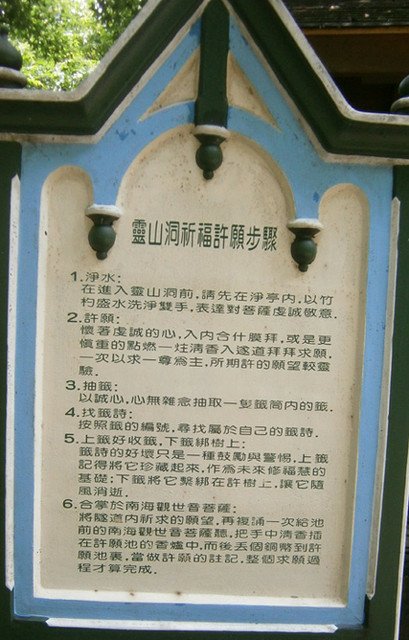 靈山洞祈福許願步驟
1.淨水:
在進入靈山洞前,請先在淨亭內,以竹
杓盛水洗淨雙手,表達對菩薩虔誠敬意.
2.許願:
懷著虔誠的心,入內合什膜拜,或是更
慎重的點燃一炷清香入遂道拜拜求願,
一次以求一尊為主,所期許的願望較靈
驗.
3.抽籤:
以誠心,心無雜念抽取一隻籤筒內的籤.
4.找籤詩:
按照籤的編號,尋找屬於自己的籤詩.
5.上籤好收籤,下籤綁樹上:
籤詩的好壞只是一種鼓勵與警惕,上籤
記得將它珍藏起來,作為未來修福慧的
基礎;下籤將它繫綁在許樹上,讓它隨
風消逝.
6.合掌於南海觀世音菩薩:
將隧道內祈求的願望,再複誦一次給池
前的南海觀世音菩薩聽,把手中清香插
在許願池的香爐中,而後丟個銅幣到許
願池裏,當做許願的註記,整個求願過
程才算完成.